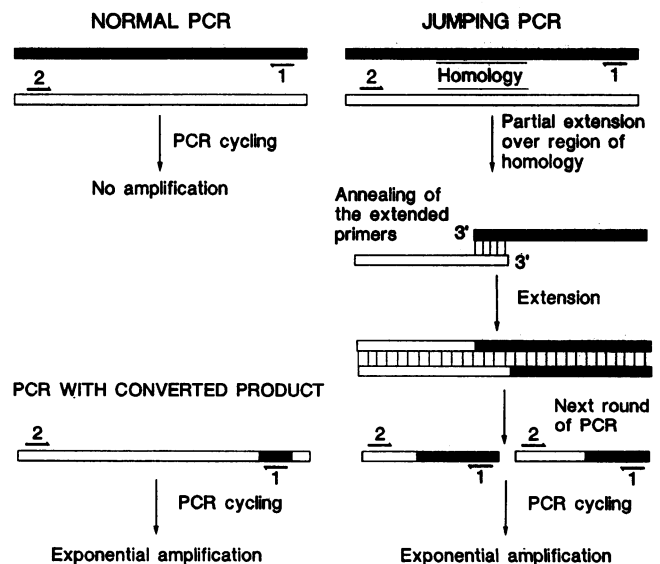 NORMAL PCR
2
1
PCR cycling
No amplification
PCR WITH CONVERTED PRODUCT
2
1
PCR cycling
Exponential amplification
JUMPING PCR
2
Homology
1
Partial extension
over region of
homology
Annealing of
the extended
primers
3'
3'
Extension
Next round
of PCR
2
1
2
1
PCR cycling
Exponential amplification